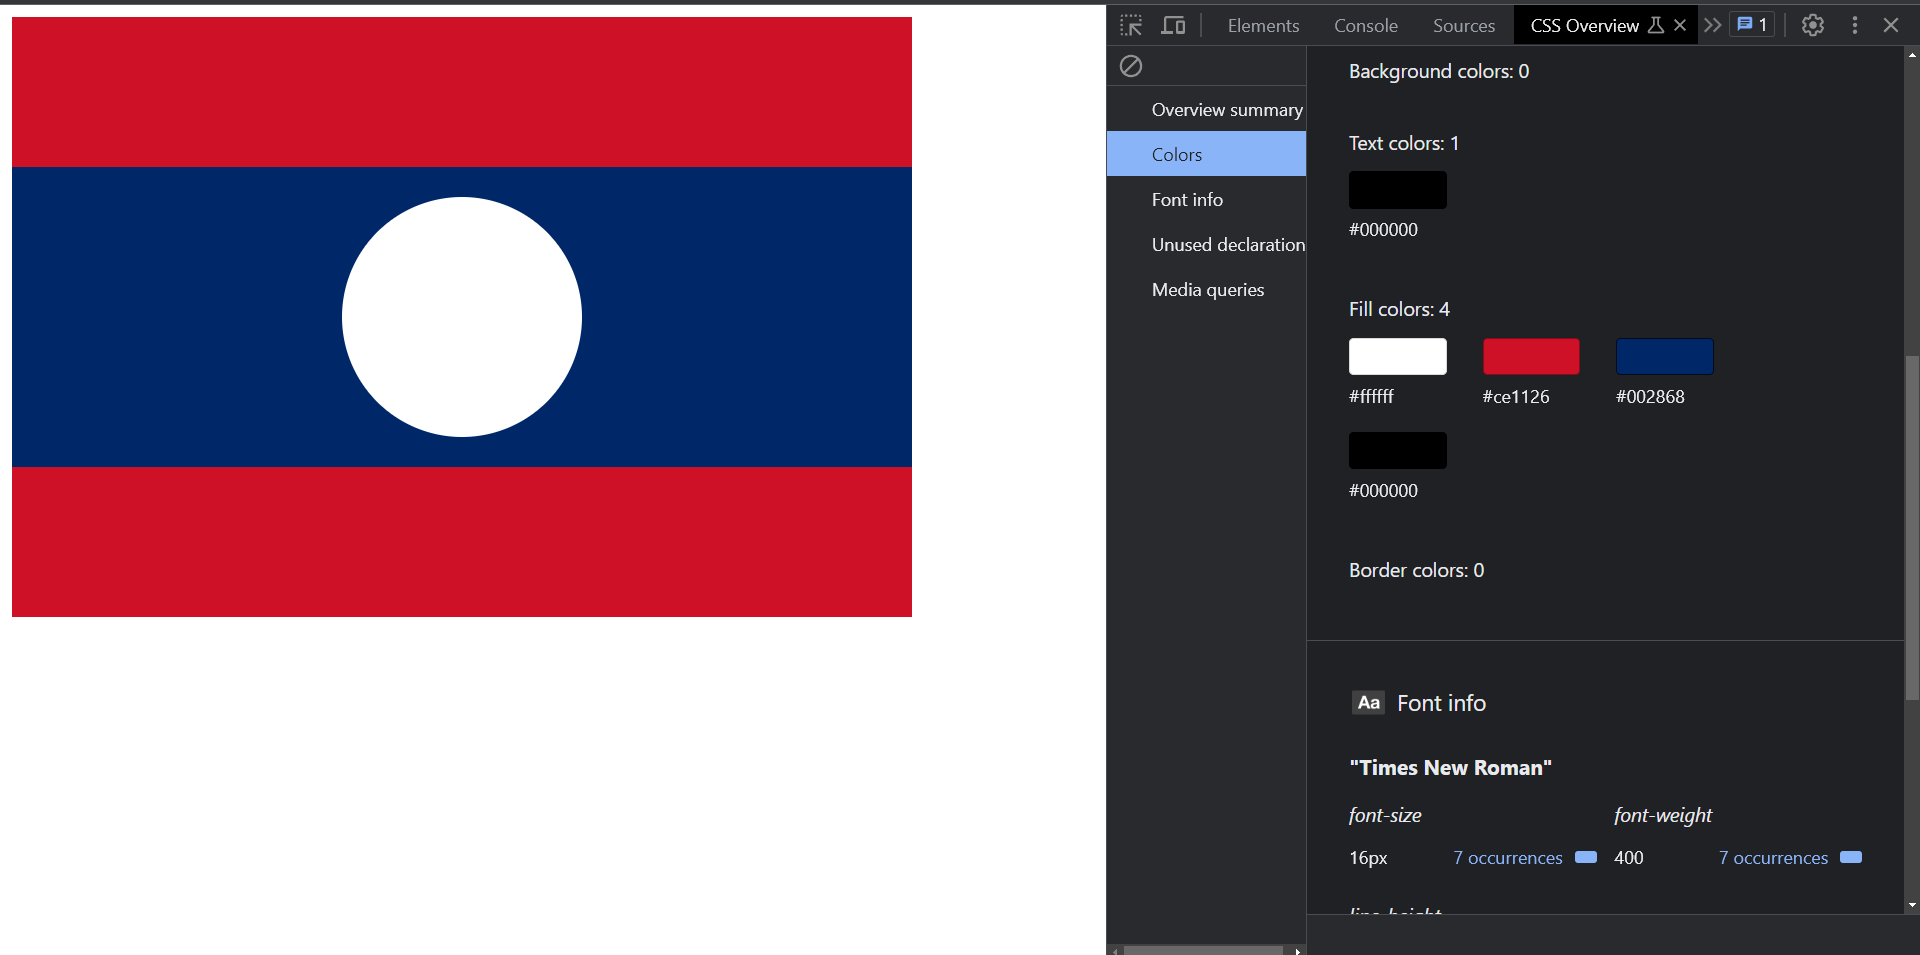 Elements Console Sources CSS Overview 1
Overview summary
Colors
Font info
Unused declaration
Media queries
Background colors: 0
Text colors: 1
#000000
Fill colors: 4
#ffffff #ce1126 #002868
#000000
Border colors: 0
Aa Font info
"Times New Roman"
font-size font-weight
16px 7 occurrences 400 7 occurrences
line-height